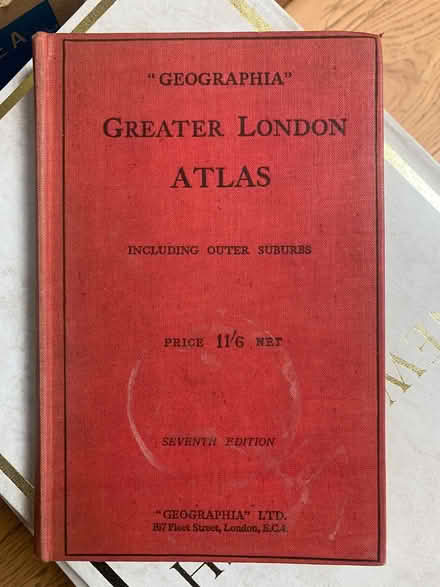 "GEOGRAPHIA"
GREATER LONDON
ATLAS
INCLUDING OUTER SUBURBS
PRICE 11/6 NET
SEVENTH EDITION
"GEOGRAPHIA" LTD.
167 Fleet Street, London, E.C.4.